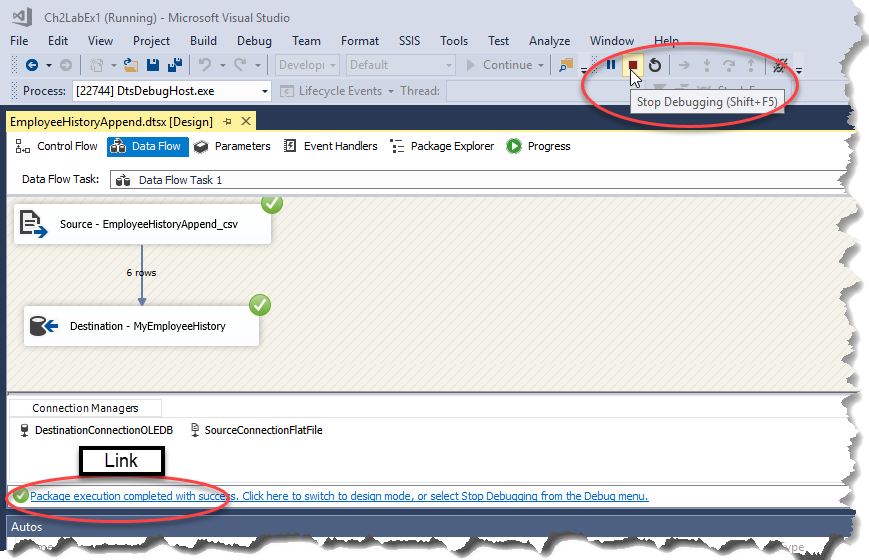 Ch2LabEx1 (Running) - Microsoft Visual Studio
File Edit View Project Build Debug Team Format SSIS Tools Test Analyze Window Help
Developi Default Continue
Process: [22744] DtsDebugHost.exe Lifecycle Events Thread:
Stop Debugging (Shift+F5)
EmployeeHistoryAppend.dtsx [Design]
Control Flow Data Flow Parameters Event Handlers Package Explorer Progress
Data Flow Task: Data Flow Task 1
Source - EmployeeHistoryAppend_csv
6 rows
Destination - MyEmployeeHistory
Connection Managers
DestinationConnectionOLEDB SourceConnectionFlatFile
Link
Package execution completed with success. Click here to switch to design mode, or select Stop Debugging from the Debug menu.
Autos